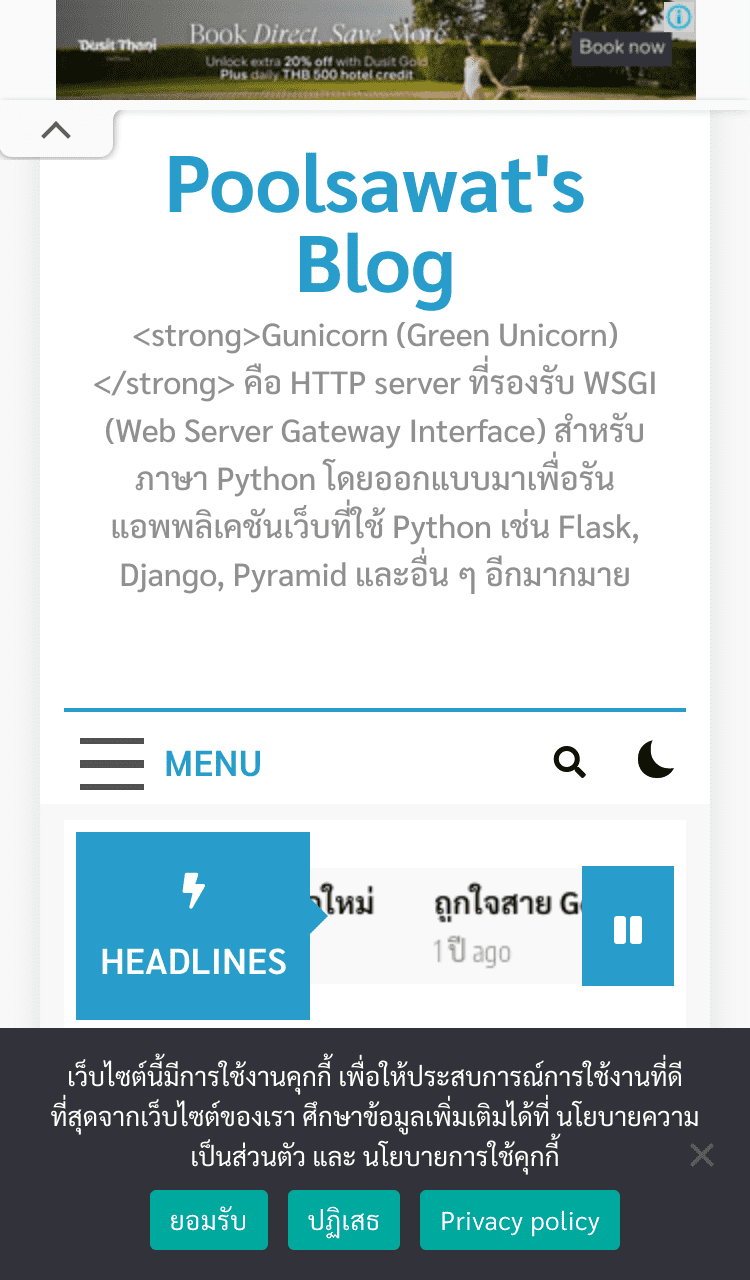 Dusit Thani
Book Direct, Save More
Unlock extra 20% off with Dusit Gold
Plus daily THB 500 hotel credit
Book now
Poolsawat's
Blog
<strong>Gunicorn (Green Unicorn)
</strong> คือ HTTP server ที่รองรับ WSGI
(Web Server Gateway Interface) สำหรับ
ภาษา Python โดยออกแบบมาเพื่อรัน
แอพพลิเคชันเว็บที่ใช้ Python เช่น Flask,
Django, Pyramid และอื่น ๆ อีกมากมาย
MENU
HEADLINES
ใหม่
ถูกใจสาย
1 ปี ago
เว็บไซต์นี้มีการใช้งานคุกกี้ เพื่อให้ประสบการณ์การใช้งานที่ดี
ที่สุดจากเว็บไซต์ของเรา ศึกษาข้อมูลเพิ่มเติมได้ที่ นโยบายความ
เป็นส่วนตัว และ นโยบายการใช้คุกกี้
ยอมรับ
ปฏิเสธ
Privacy policy